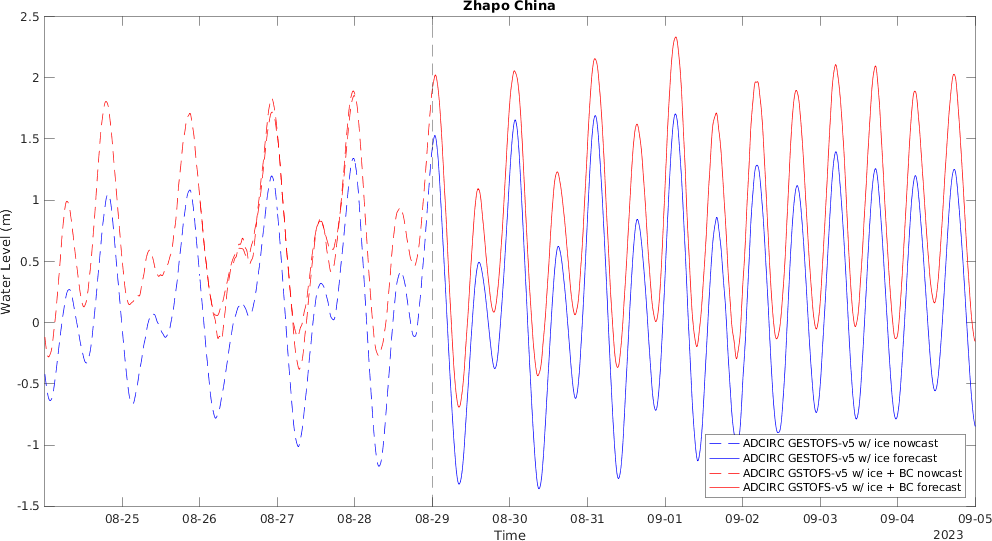 Zhapo China
Water Level (m)
2.5
2
1.5
1
0.5
0
-0.5
-1
-1.5
ADCIRC GESTOFS-v5 w/ ice nowcast
ADCIRC GESTOFS-v5 w/ ice forecast
ADCIRC GSTOFS-v5 w/ ice + BC nowcast
ADCIRC GSTOFS-v5 w/ ice + BC forecast
08-25 08-26 08-27 08-28 08-29 08-30 08-31 09-01 09-02 09-03 09-04 09-05
Time
2023